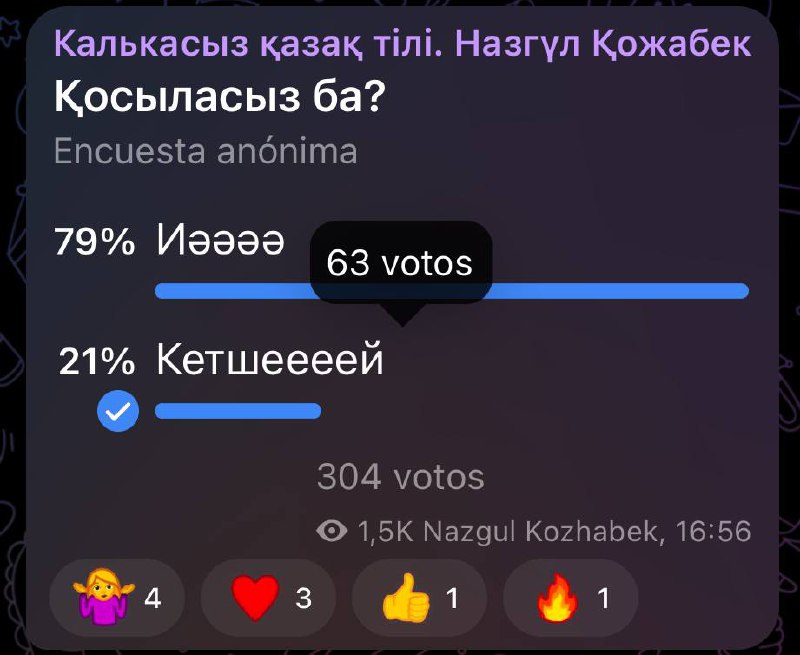 Калькасыз қазақ тілі. Назгүл Қожабек
Қосыласыз ба?
Encuesta anónima
79% Иәәәә
63 votos
21% Кетшеееей
304 votos
1,5K Nazgul Kozhabek, 16:56
4 3 1 1